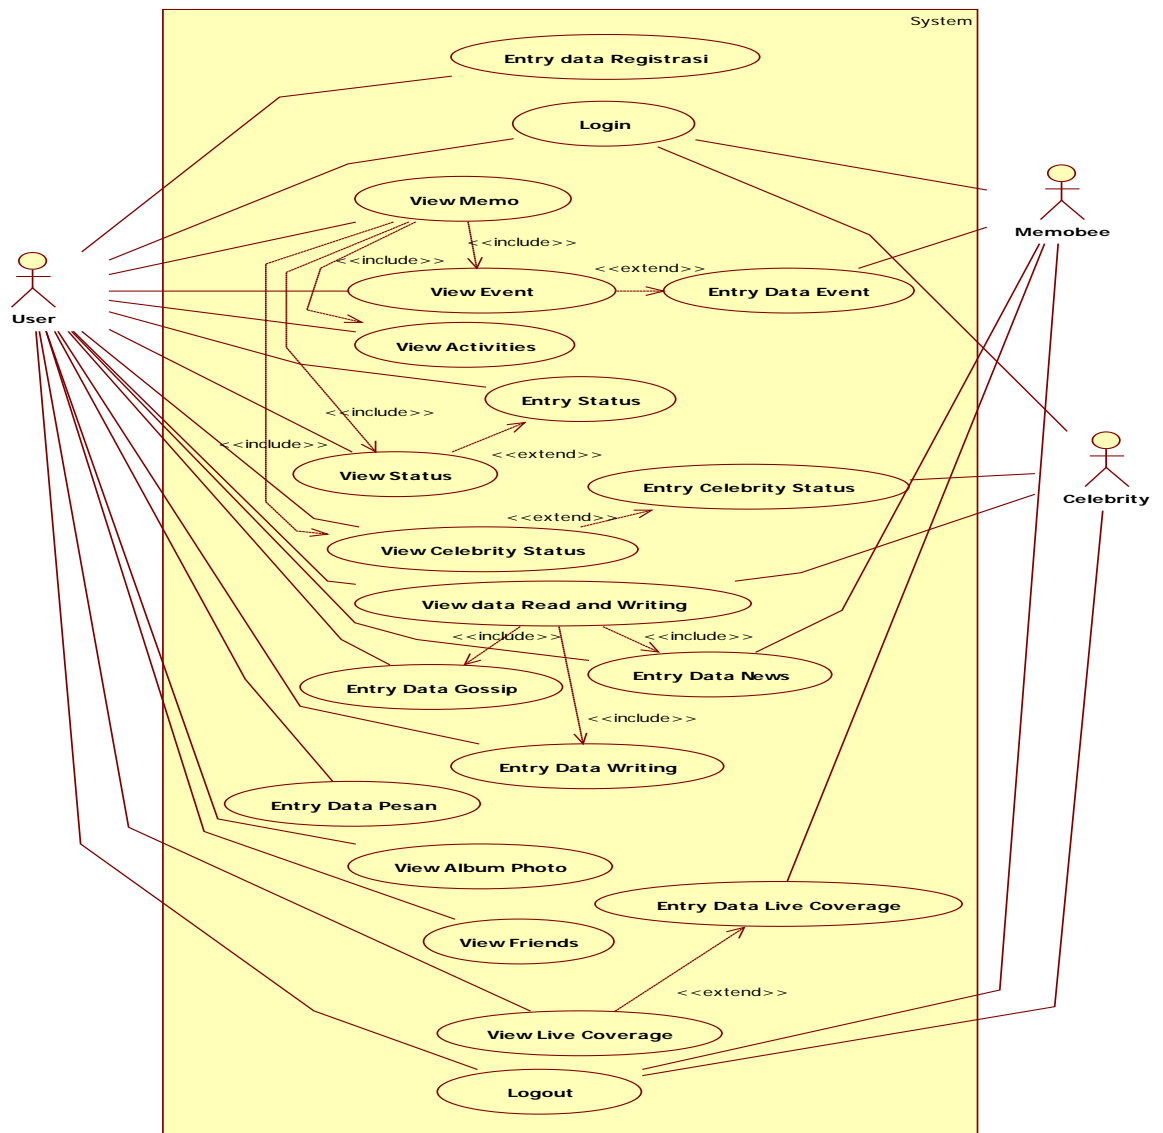 System
Entry data Registrasi
Login
View Memo
Memobee
<<include>>
<<include>>
<<extend>>
View Event
Entry Data Event
User
View Activities
Entry Status
<<include>>
<<include>>
<<extend>>
View Status
Entry Celebrity Status
Celebrity
<<extend>>
View Celebrity Status
View data Read and Writing
<<include>>
<<include>>
Entry Data News
Entry Data Gossip
<<include>>
Entry Data Writing
Entry Data Pesan
View Album Photo
Entry Data Live Coverage
View Friends
<<extend>>
View Live Coverage
Logout